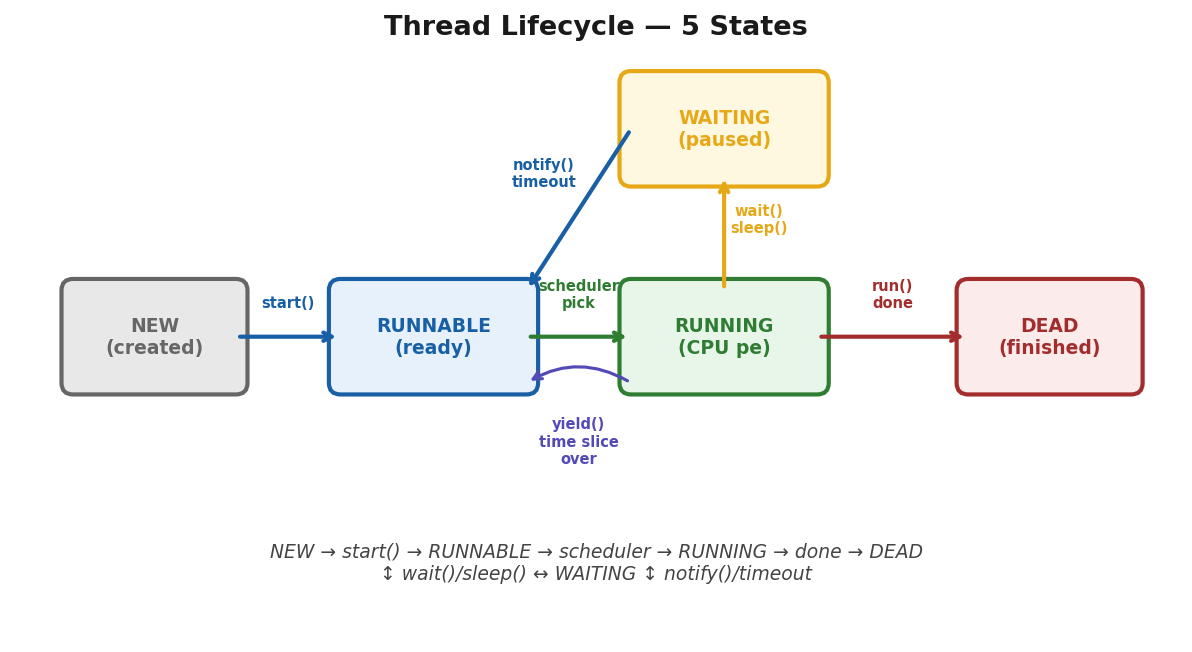 Thread Lifecycle — 5 States
WAITING
(paused)
notify()
timeout
wait()
sleep()
start()
scheduler
pick
run()
done
NEW
(created)
RUNNABLE
(ready)
RUNNING
(CPU pe)
DEAD
(finished)
yield()
time slice
over
NEW → start() → RUNNABLE → scheduler → RUNNING → done → DEAD
↕ wait()/sleep() ↔ WAITING ↕ notify()/timeout